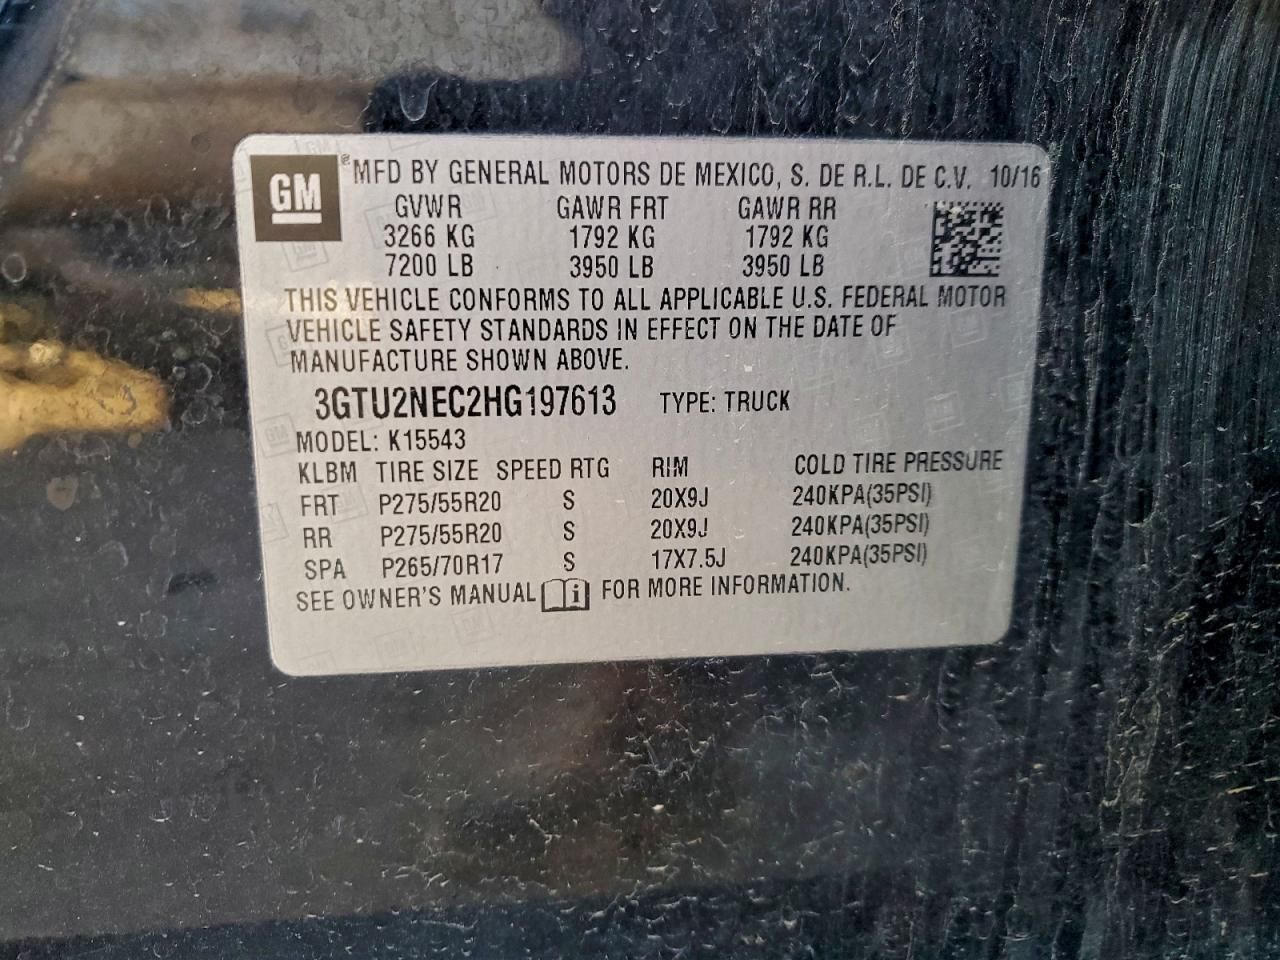 GM ® MFD BY GENERAL MOTORS DE MEXICO, S. DE R.L. DE C.V. 10/16
GVWR GAWR FRT GAWR RR
3266 KG 1792 KG 1792 KG
7200 LB 3950 LB 3950 LB
THIS VEHICLE CONFORMS TO ALL APPLICABLE U.S. FEDERAL MOTOR
VEHICLE SAFETY STANDARDS IN EFFECT ON THE DATE OF
MANUFACTURE SHOWN ABOVE.
3GTU2NEC2HG197613 TYPE: TRUCK
MODEL: K15543
KLBM TIRE SIZE SPEED RTG RIM COLD TIRE PRESSURE
FRT P275/55R20 S 20X9J 240KPA(35PSI)
RR P275/55R20 S 20X9J 240KPA(35PSI)
SPA P265/70R17 S 17X7.5J 240KPA(35PSI)
SEE OWNER'S MANUAL i FOR MORE INFORMATION.